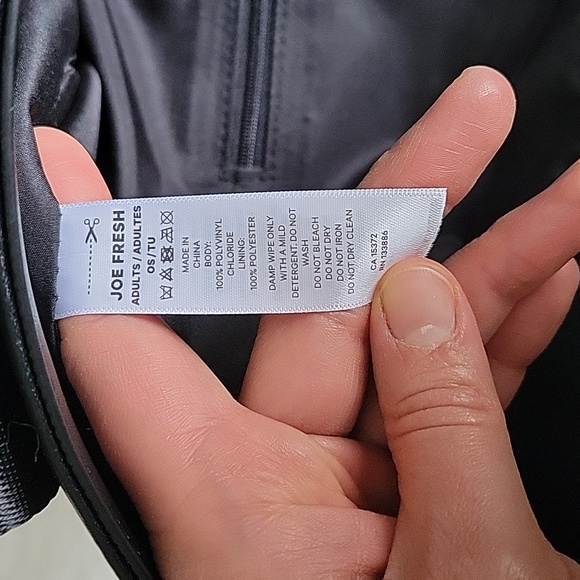 JOE FRESH
ADULTS / ADULTES
OS/TU
MADE IN
CHINA
BODY:
100% POLYVINYL
CHLORIDE
LINING:
100% POLYESTER
DAMP WIPE ONLY
WITH A MILD
DETERGENT.DO NOT
WASH
DO NOT BLEACH
DO NOT DRY
DO NOT IRON
DO NOT DRY CLEAN
CA 15372
RN 133886